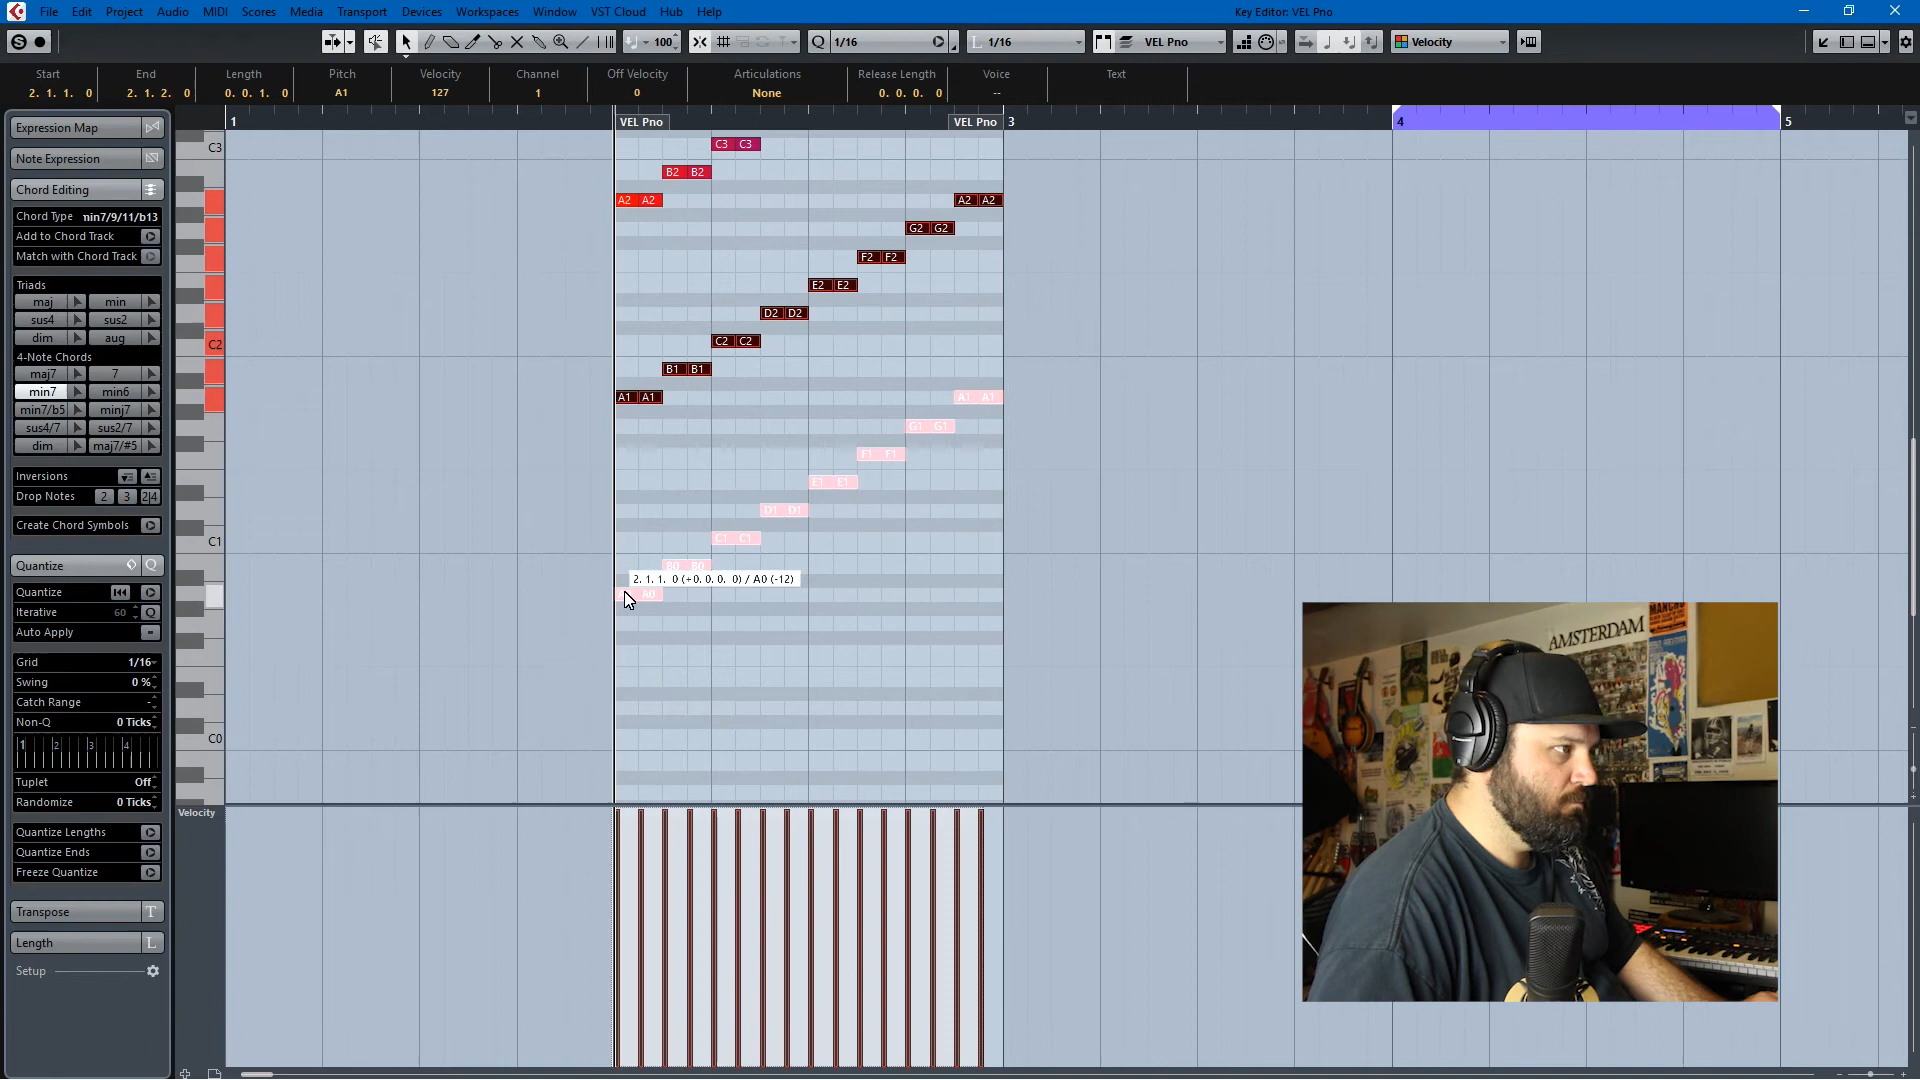 File Edit Project Audio MIDI Scores Media Transport Devices Workspaces Window VST Cloud Hub Help
Key Editor: VEL Pno
100 Q 1/16 L 1/16 VEL Pno Velocity
Start End Length Pitch Velocity Channel Off Velocity Articulations Release Length Voice Text
2. 1. 1. 0 2. 1. 2. 0 0. 0. 1. 0 A1 127 1 0 None 0. 0. 0. 0 --
1 VEL Pno VEL Pno 3 4 5
Expression Map
Note Expression
Chord Editing
Chord Type min7/9/11/b13
Add to Chord Track
Match with Chord Track
Triads
maj min
sus4 sus2
dim aug
4-Note Chords
maj7 7
min7 min6
min7/b5 minj7
sus4/7 sus2/7
dim maj7/#5
Inversions
Drop Notes 2 3 2|4
Create Chord Symbols
Quantize Q
Quantize
Iterative 60 Q
Auto Apply
Grid 1/16
Swing 0 %
Catch Range -
Non-Q 0 Ticks
1 2 3 4
Tuplet Off
Randomize 0 Ticks
Quantize Lengths
Quantize Ends
Freeze Quantize
Transpose T
Length L
Setup
C3
C2
C1
C0
C3 C3
B2 B2
A2 A2 A2 A2
G2 G2
F2 F2
E2 E2
D2 D2
C2 C2
B1 B1
A1 A1 A1 A1
G1 G1
F1 F1
E1 E1
D1 D1
C1 C1
B0 B0
2. 1. 1. 0 (+0. 0. 0. 0) / A0 (-12)
A0
Velocity
AMSTERDAM